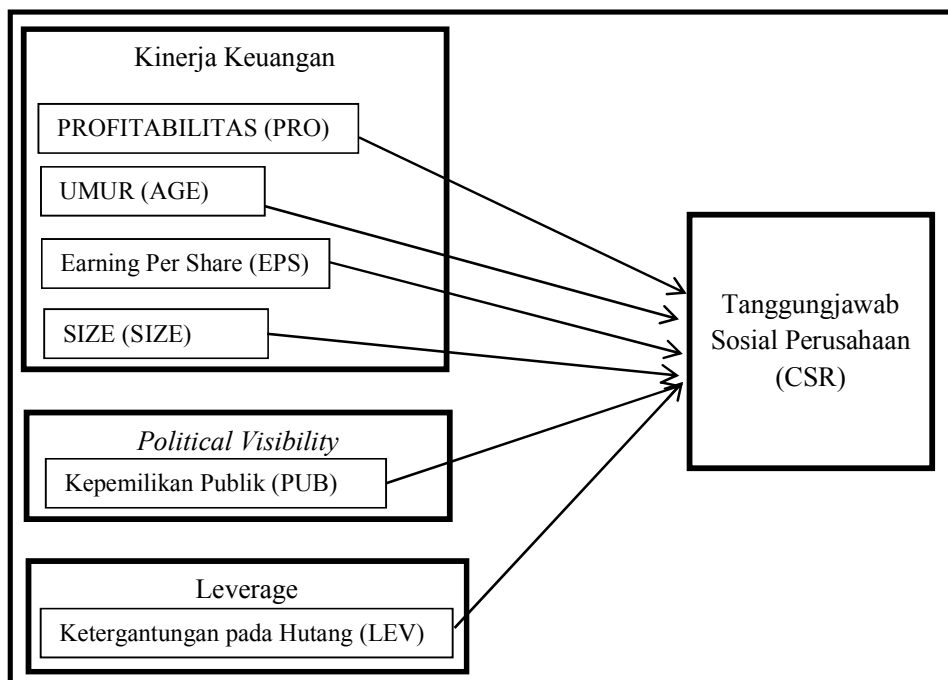 Kinerja Keuangan
PROFITABILITAS (PRO)
UMUR (AGE)
Earning Per Share (EPS)
SIZE (SIZE)
Political Visibility
Kepemilikan Publik (PUB)
Leverage
Ketergantungan pada Hutang (LEV)
Tanggungjawab
Sosial Perusahaan
(CSR)